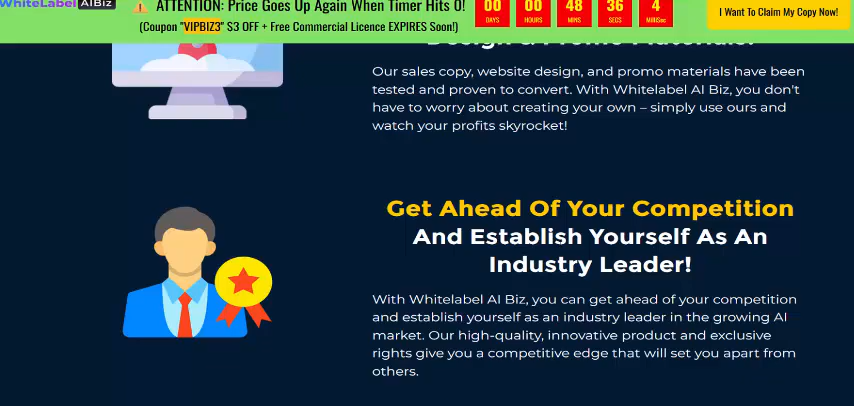 WhiteLabel AIBiz
⚠️ ATTENTION: Price Goes Up Again When Timer Hits 0!
(Coupon "VIPBIZ3" $3 OFF + Free Commercial Licence EXPIRES Soon!)
00 00 48 36 4
DAYS HOURS MINS SECS MilliSec
I Want To Claim My Copy Now!
Design & Promo Materials!
Our sales copy, website design, and promo materials have been
tested and proven to convert. With Whitelabel AI Biz, you don't
have to worry about creating your own – simply use ours and
watch your profits skyrocket!
Get Ahead Of Your Competition
And Establish Yourself As An
Industry Leader!
With Whitelabel AI Biz, you can get ahead of your competition
and establish yourself as an industry leader in the growing AI
market. Our high-quality, innovative product and exclusive
rights give you a competitive edge that will set you apart from
others.